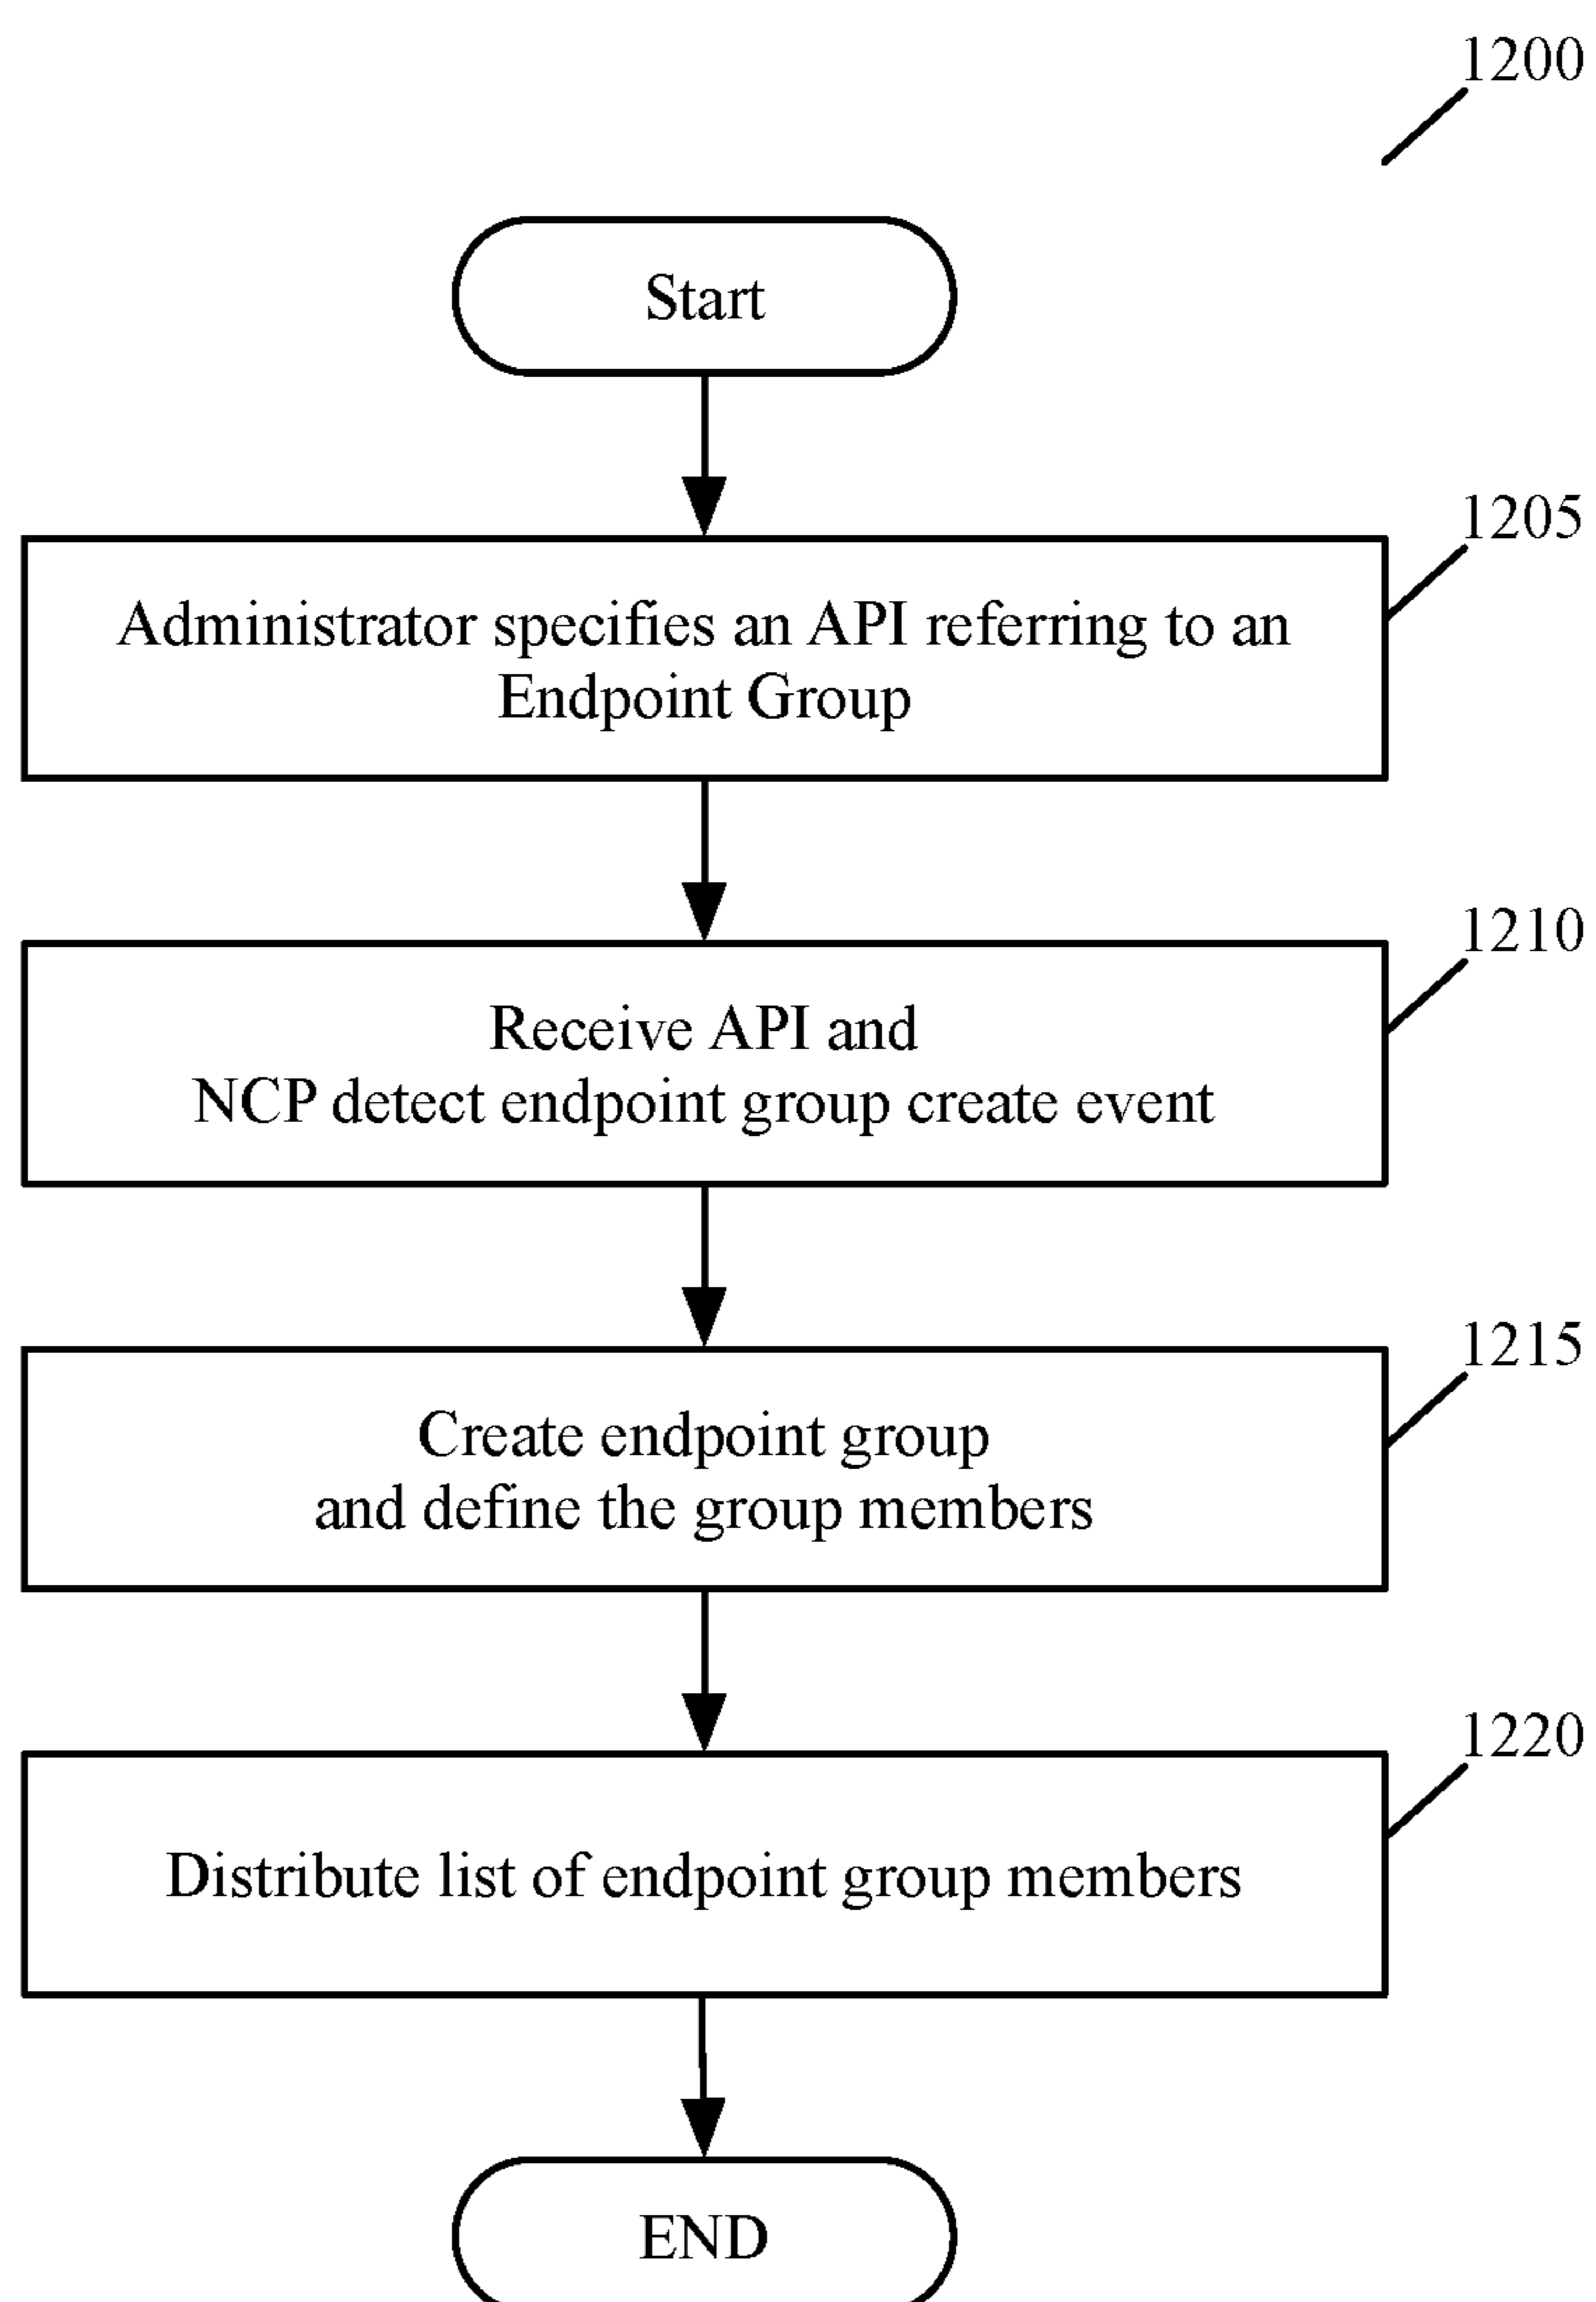 1200
Start
1205
Administrator specifies an API referring to an
Endpoint Group
1210
Receive API and
NCP detect endpoint group create event
1215
Create endpoint group
and define the group members
1220
Distribute list of endpoint group members
END